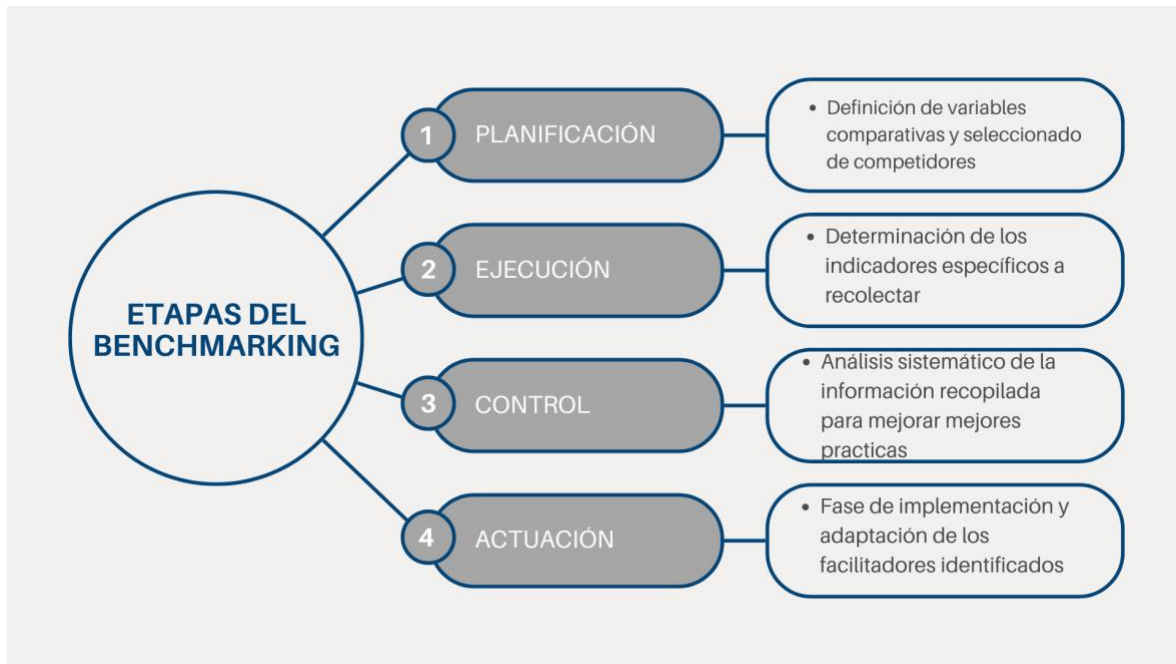 ETAPAS DEL
BENCHMARKING
1
PLANIFICACIÓN
• Definición de variables
comparativas y seleccionado
de competidores
2
EJECUCIÓN
• Determinación de los
indicadores específicos a
recolectar
3
CONTROL
• Análisis sistemático de la
información recopilada
para mejorar mejores
practicas
4
ACTUACIÓN
• Fase de implementación y
adaptación de los
facilitadores identificados